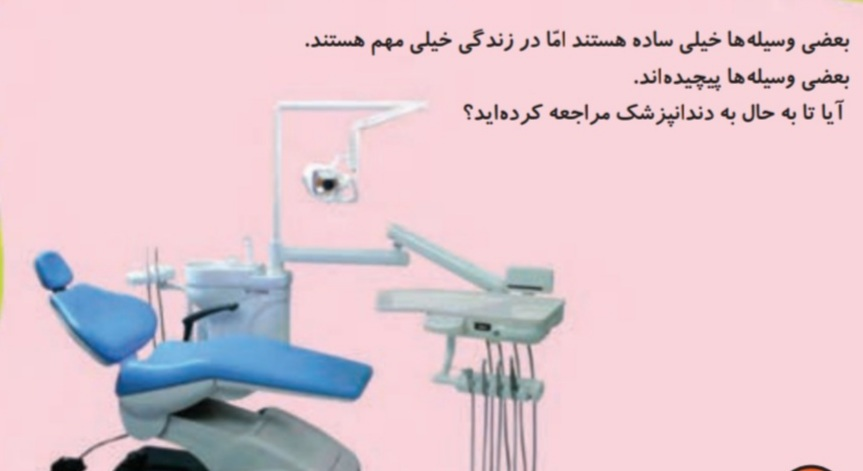 بعضی وسیله‌ها خیلی ساده هستند امّا در زندگی خیلی مهم هستند.
بعضی وسیله‌ها پیچیده‌اند.
آیا تا به حال به دندانپزشک مراجعه کرده‌اید؟